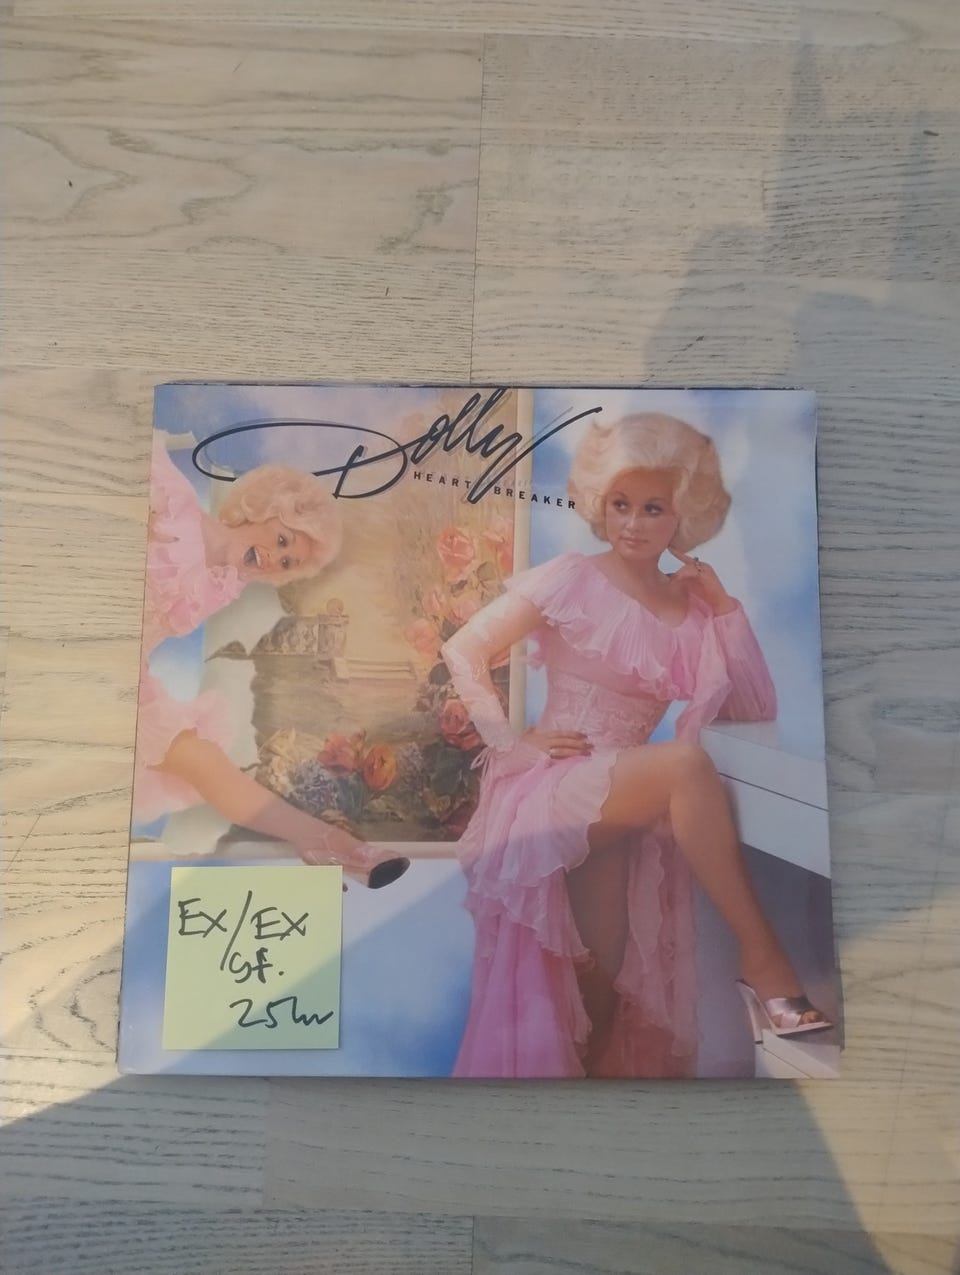 Dolly
HEART BREAKER
EX/EX
gf.
25kr